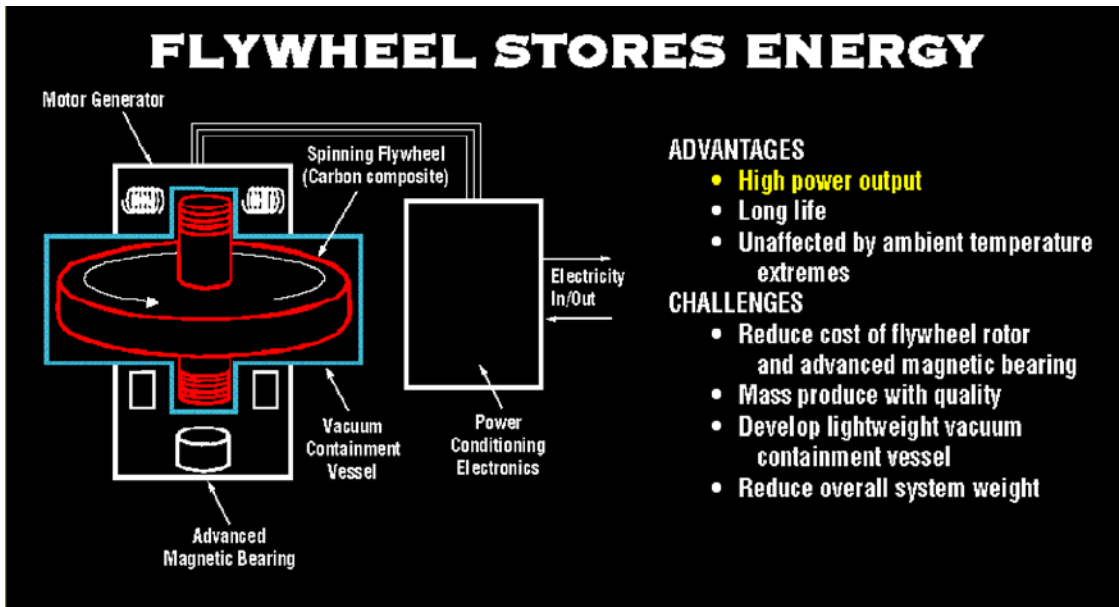 FLYWHEEL STORES ENERGY
Motor Generator
Spinning Flywheel
(Carbon composite)
Electricity
In/Out
Vacuum
Containment
Vessel
Power
Conditioning
Electronics
Advanced
Magnetic Bearing
ADVANTAGES
• High power output
• Long life
• Unaffected by ambient temperature
extremes
CHALLENGES
• Reduce cost of flywheel rotor
and advanced magnetic bearing
• Mass produce with quality
• Develop lightweight vacuum
containment vessel
• Reduce overall system weight